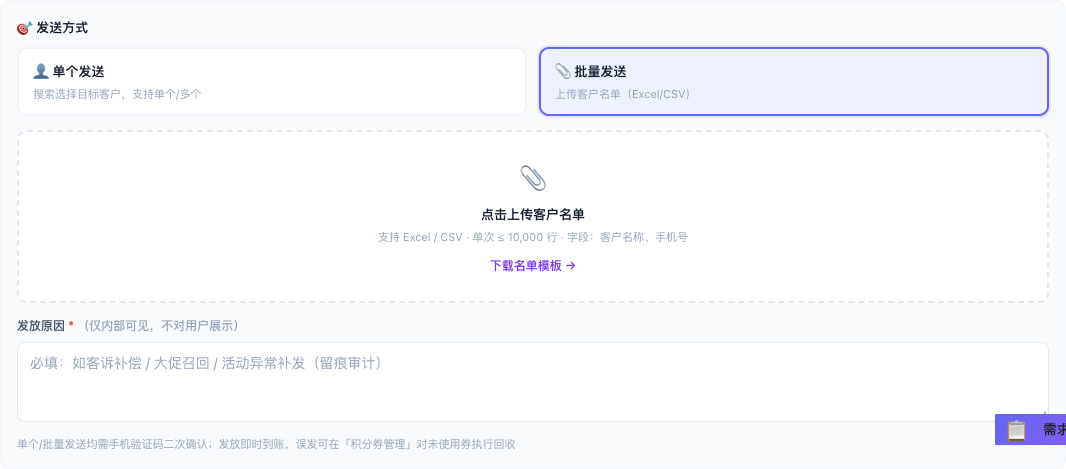 发送方式
单个发送
搜索选择目标客户，支持单个/多个
批量发送
上传客户名单（Excel/CSV）
点击上传客户名单
支持 Excel / CSV · 单次 ≤ 10,000 行 · 字段：客户名称、手机号
下载名单模板 →
发放原因 * （仅内部可见，不对用户展示）
必填：如客诉补偿 / 大促召回 / 活动异常补发（留痕审计）
需求
单个/批量发送均需手机验证码二次确认；发放即时到账，误发可在「积分券管理」对未使用券执行回收